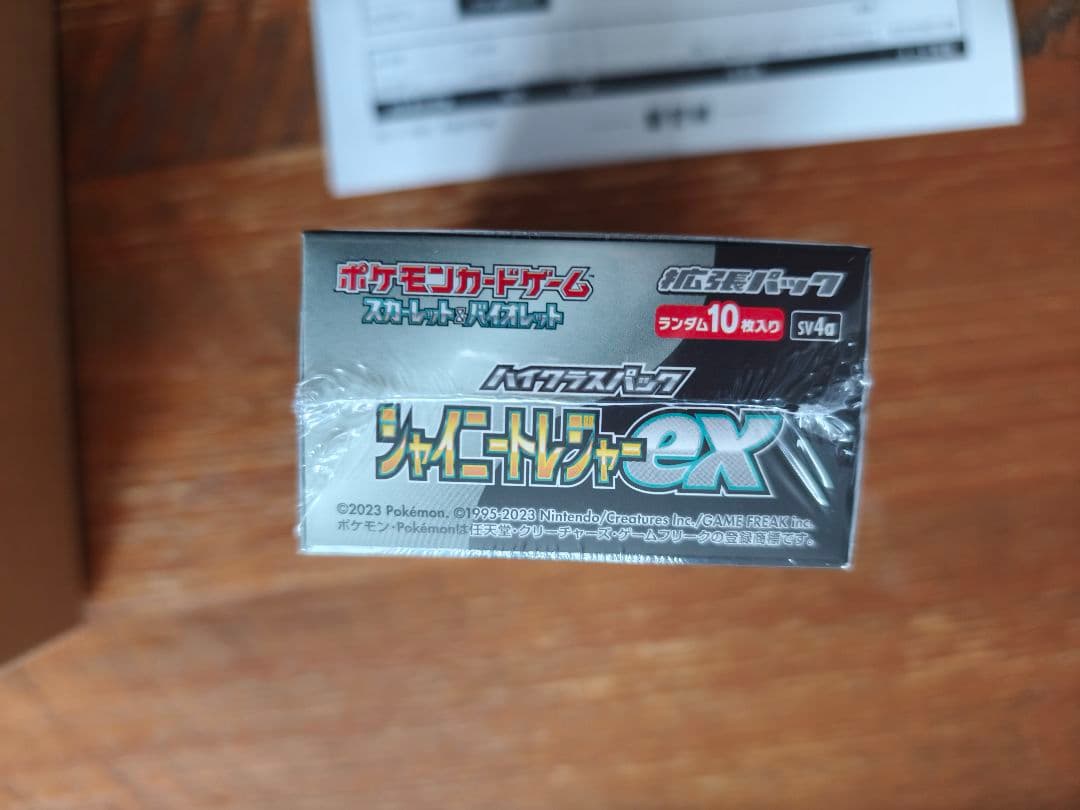 ポケモンカードゲーム
スカーレット&バイオレット
拡張パック
ランダム10枚入り SV4a
ハイクラスパック
シャイニートレジャーex
©2023 Pokémon. ©1995-2023 Nintendo/Creatures Inc./GAME FREAK inc.
ポケモン・Pokémonは任天堂・クリーチャーズ・ゲームフリークの登録商標です。